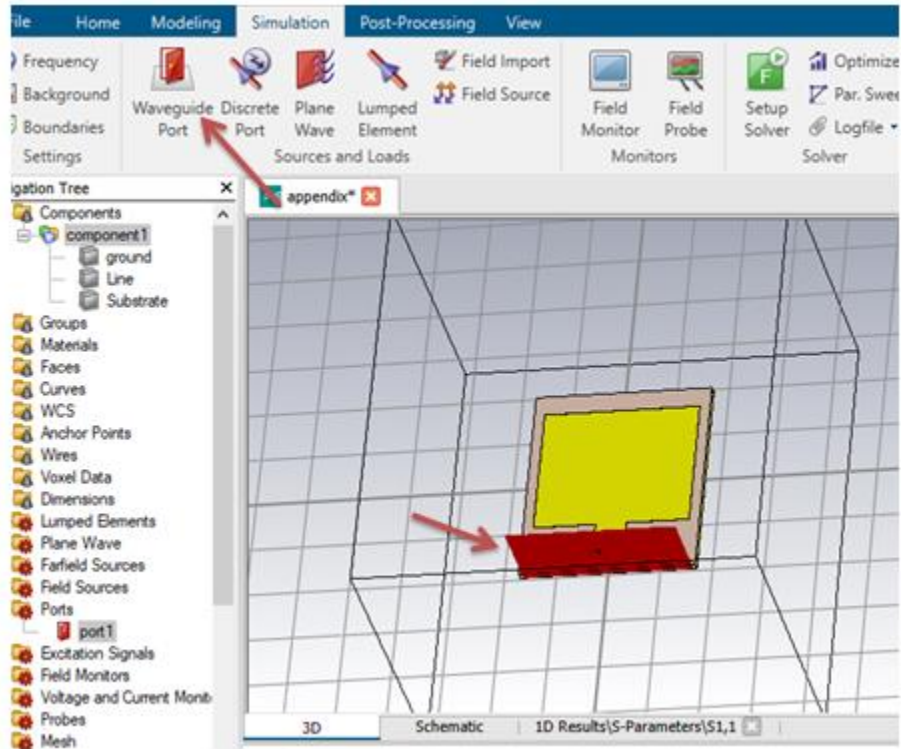 File Home Modeling Simulation Post-Processing View
Frequency
Background
Boundaries
Settings
Waveguide Port
Discrete Port
Plane Wave
Lumped Element
Field Import
Field Source
Sources and Loads
Field Monitor
Field Probe
Monitors
Setup Solver
Optimize
Par. Swee
Logfile
Solver
igation Tree
appendix*
Components
component1
ground
Line
Substrate
Groups
Materials
Faces
Curves
WCS
Anchor Points
Wires
Voxel Data
Dimensions
Lumped Elements
Plane Wave
Farfield Sources
Field Sources
Ports
port1
Excitation Signals
Field Monitors
Voltage and Current Monit
Probes
Mesh
3D Schematic 1D Results\S-Parameters\S1,1